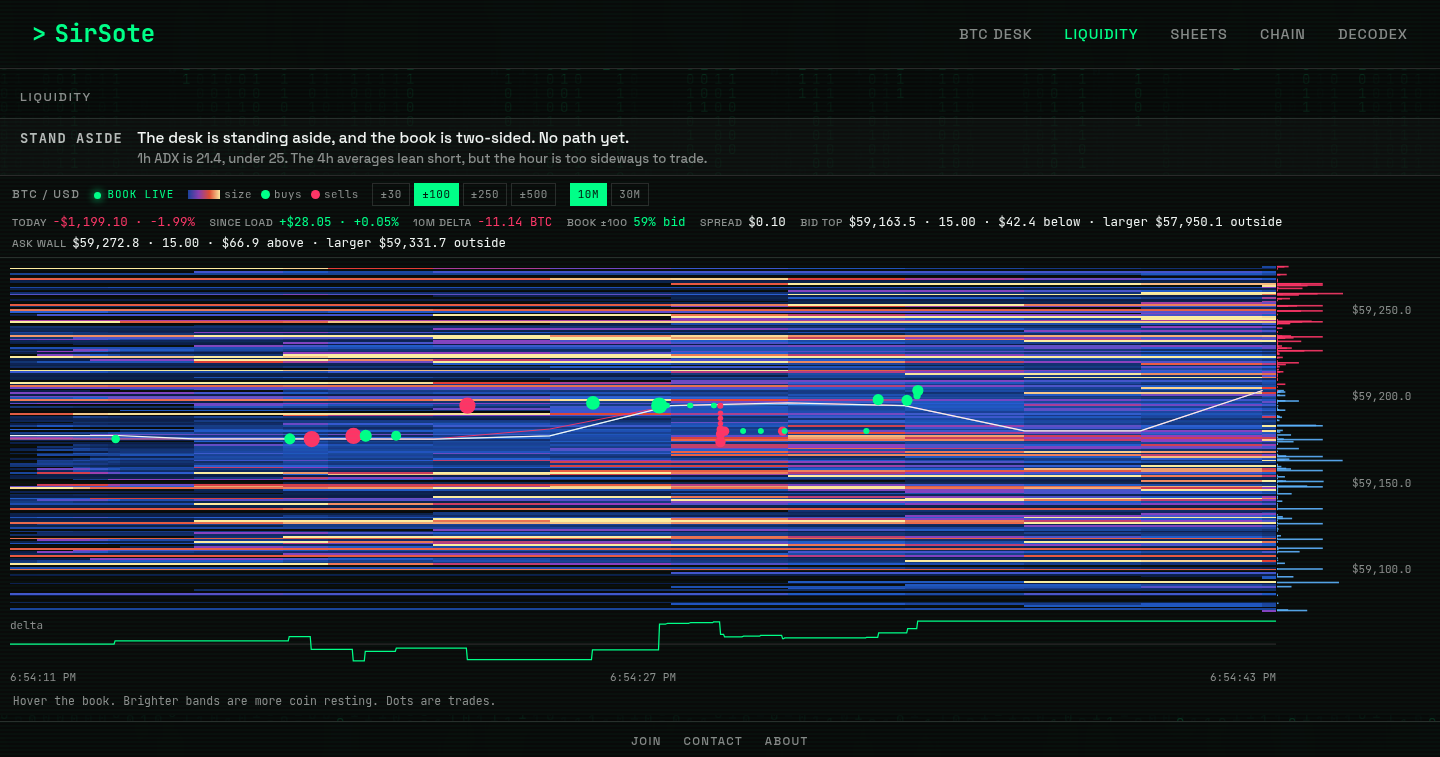 > SirSote
BTC DESK LIQUIDITY SHEETS CHAIN DECODEX
LIQUIDITY
STAND ASIDE The desk is standing aside, and the book is two-sided. No path yet.
1h ADX is 21.4, under 25. The 4h averages lean short, but the hour is too sideways to trade.
BTC / USD BOOK LIVE size buys sells ±30 ±100 ±250 ±500 10M 30M
TODAY -$1,199.10 · -1.99% SINCE LOAD +$28.05 · +0.05% 10M DELTA -11.14 BTC BOOK ±100 59% bid SPREAD $0.10 BID TOP $59,163.5 · 15.00 · $42.4 below · larger $57,950.1 outside
ASK WALL $59,272.8 · 15.00 · $66.9 above · larger $59,331.7 outside
$59,250.0
$59,200.0
$59,150.0
$59,100.0
delta
6:54:11 PM 6:54:27 PM 6:54:43 PM
Hover the book. Brighter bands are more coin resting. Dots are trades.
JOIN CONTACT ABOUT